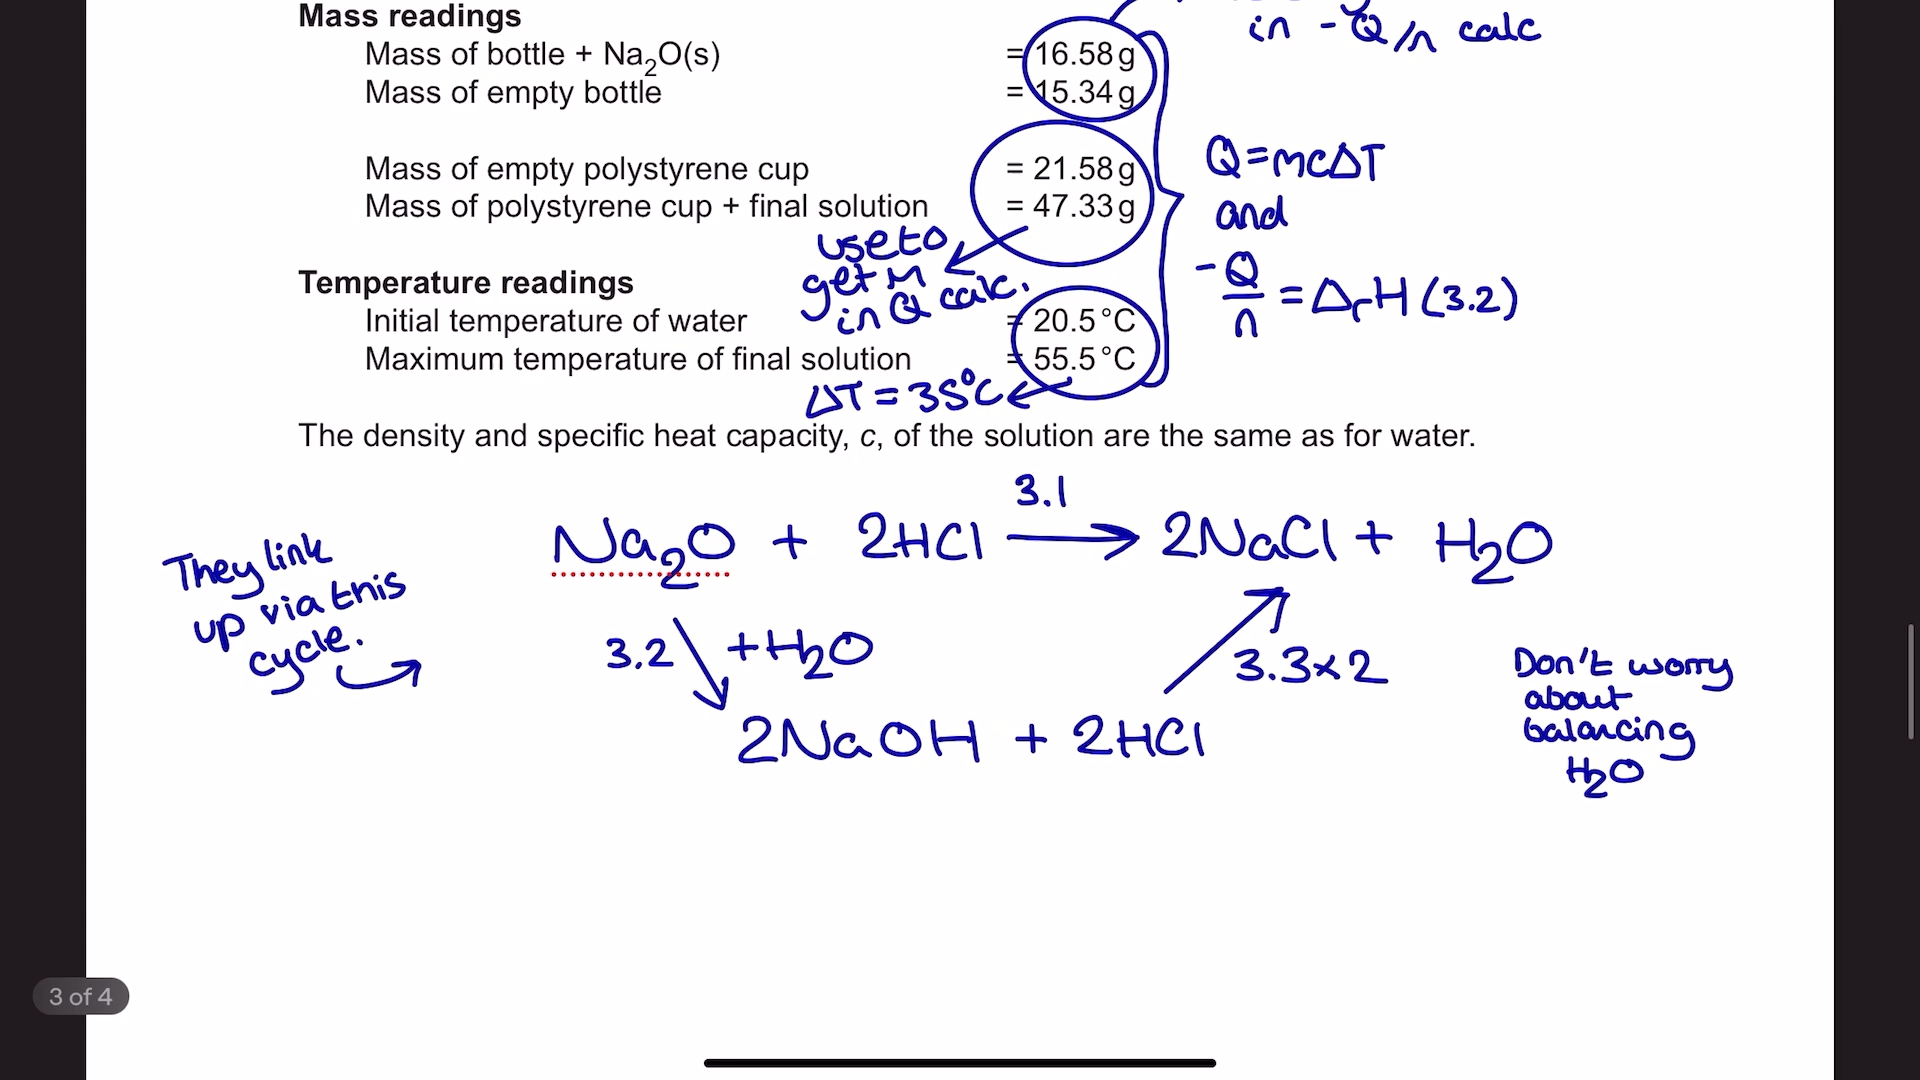 in - Q/n calc
Mass readings
Mass of bottle + Na₂O(s) = 16.58 g
Mass of empty bottle = 15.34 g
Mass of empty polystyrene cup = 21.58 g
Mass of polystyrene cup + final solution = 47.33 g
Q=mcΔT
and
-Q/n = ΔrH (3.2)
use to
get m
in Q calc.
Temperature readings
Initial temperature of water = 20.5 °C
Maximum temperature of final solution = 55.5 °C
ΔT = 35°C
The density and specific heat capacity, c, of the solution are the same as for water.
3.1
Na₂O + 2HCl → 2NaCl + H₂O
They link
up via this
cycle.
3.2 +H₂O
3.3×2
2NaOH + 2HCl
Don't worry
about
balancing
H₂O
3 of 4